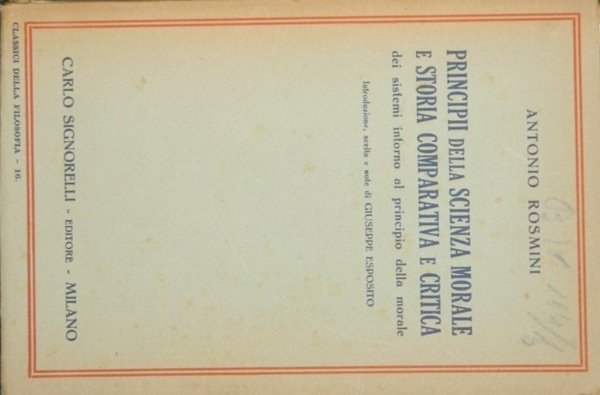 ANTONIO ROSMINI
PRINCIPII DELLA SCIENZA MORALE
E STORIA COMPARATIVA E CRITICA
dei sistemi intorno al principio della morale
Introduzione, scelta e note di GIUSEPPE ESPOSITO
CARLO SIGNORELLI - EDITORE - MILANO
CLASSICI DELLA FILOSOFIA - 10.